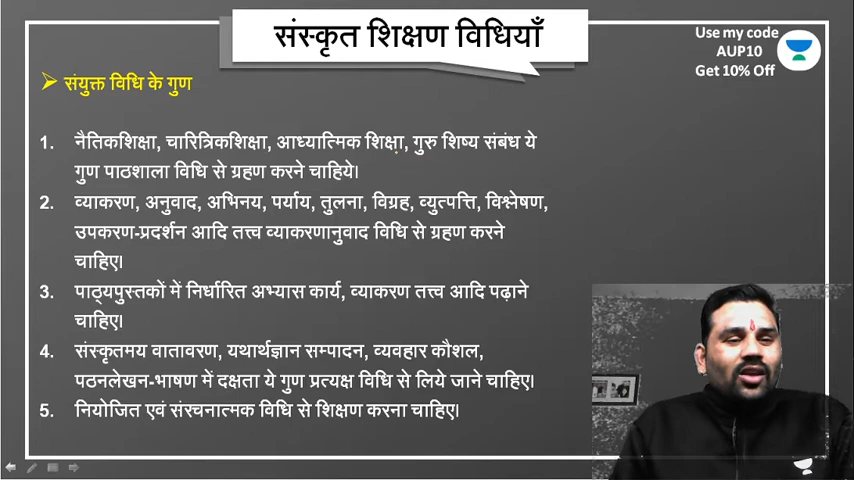 संस्कृत शिक्षण विधियाँ
Use my code
AUP10
Get 10% Off
संयुक्त विधि के गुण
1. नैतिकशिक्षा, चारित्रिकशिक्षा, आध्यात्मिक शिक्षा, गुरु शिष्य संबंध ये
गुण पाठशाला विधि से ग्रहण करने चाहिये।
2. व्याकरण, अनुवाद, अभिनय, पर्याय, तुलना, विग्रह, व्युत्पत्ति, विश्लेषण,
उपकरण-प्रदर्शन आदि तत्त्व व्याकरणानुवाद विधि से ग्रहण करने
चाहिए।
3. पाठ्यपुस्तकों में निर्धारित अभ्यास कार्य, व्याकरण तत्त्व आदि पढ़ाने
चाहिए।
4. संस्कृतमय वातावरण, यथार्थज्ञान सम्पादन, व्यवहार कौशल,
पठनलेखन-भाषण में दक्षता ये गुण प्रत्यक्ष विधि से लिये जाने चाहिए।
5. नियोजित एवं संरचनात्मक विधि से शिक्षण करना चाहिए।